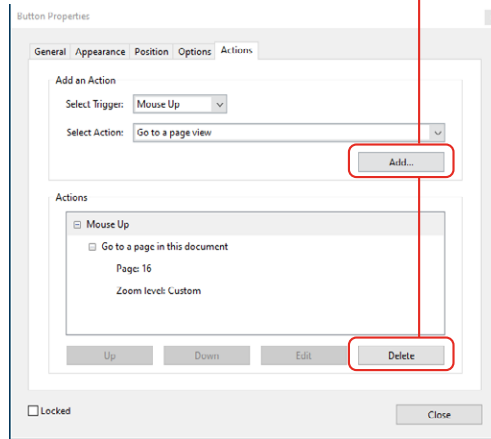 Button Properties
General Appearance Position Options Actions
Add an Action
Select Trigger: Mouse Up
Select Action: Go to a page view
Add...
Actions
Mouse Up
Go to a page in this document
Page: 16
Zoom level: Custom
Up Down Edit Delete
Locked
Close